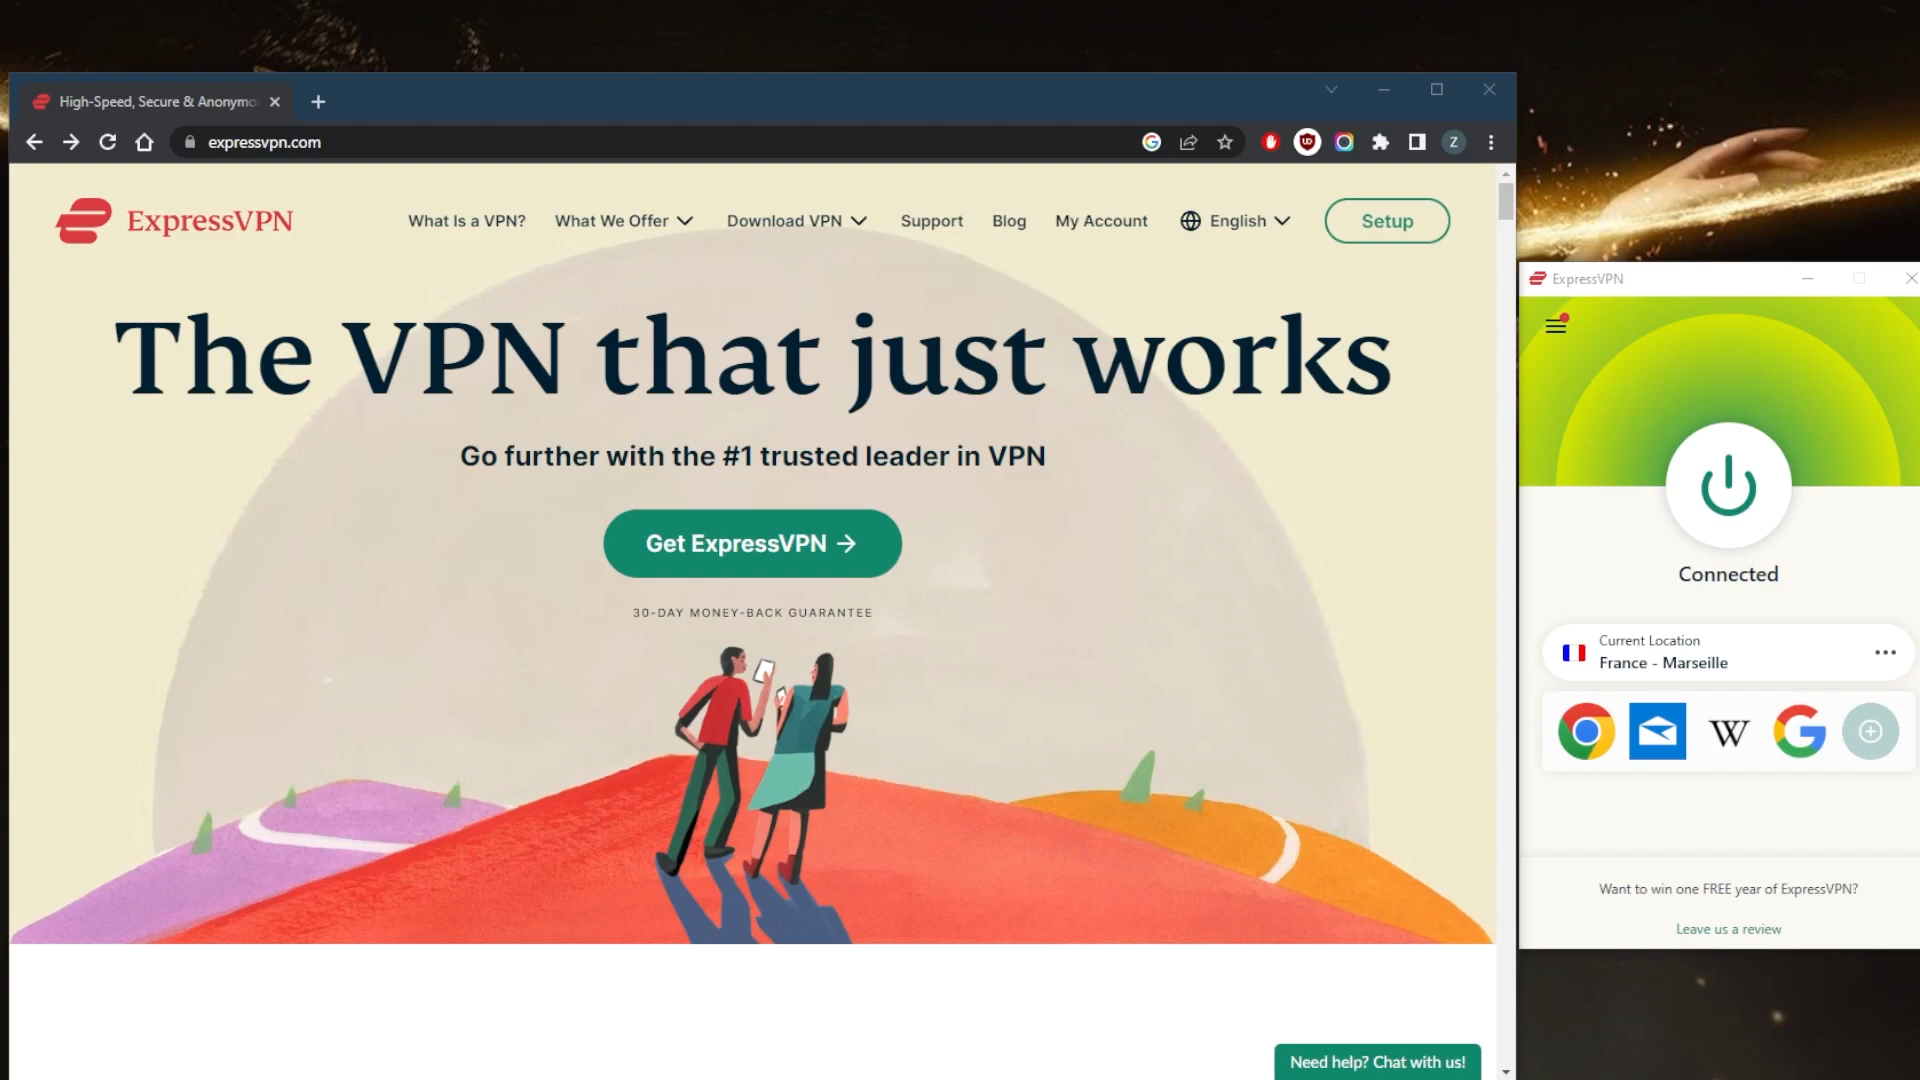 High-Speed, Secure & Anonymo
expressvpn.com
Z
ExpressVPN
What Is a VPN?
What We Offer
Download VPN
Support
Blog
My Account
English
Setup
The VPN that just works
Go further with the #1 trusted leader in VPN
Get ExpressVPN →
30-DAY MONEY-BACK GUARANTEE
Need help? Chat with us!
ExpressVPN
Connected
Current Location
France - Marseille
W
Want to win one FREE year of ExpressVPN?
Leave us a review